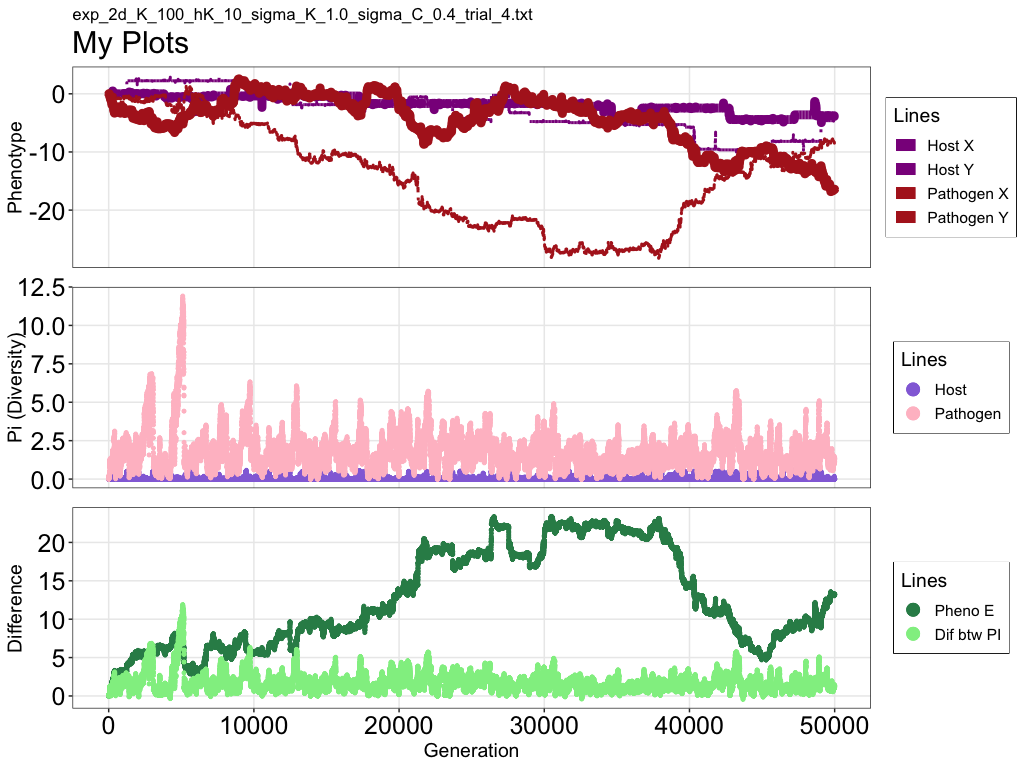 exp_2d_K_100_hK_10_sigma_K_1.0_sigma_C_0.4_trial_4.txt
My Plots
Phenotype
0
-10
-20
Lines
Host X
Host Y
Pathogen X
Pathogen Y
Pi (Diversity)
12.5
10.0
7.5
5.0
2.5
0.0
Lines
Host
Pathogen
Difference
20
15
10
5
0
Lines
Pheno E
Dif btw PI
0 10000 20000 30000 40000 50000
Generation